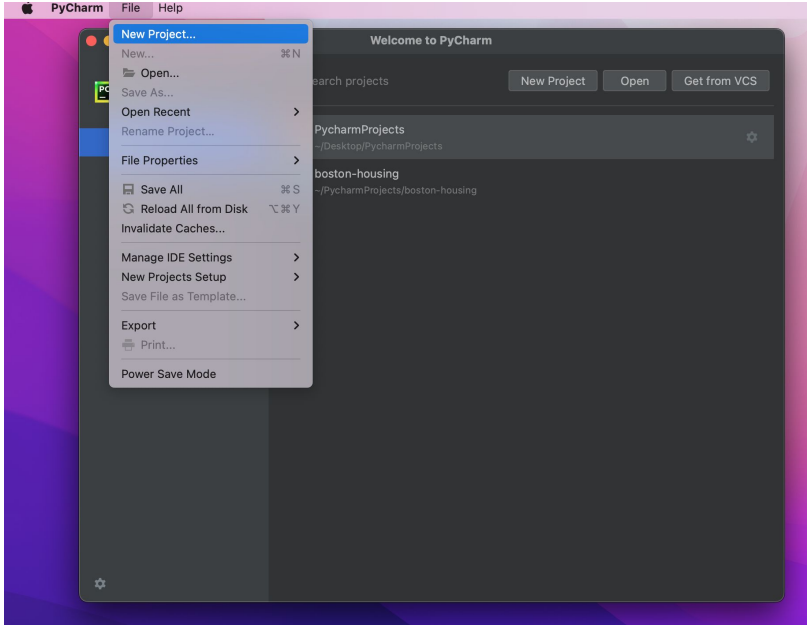 PyCharm File Help
New Project...
New... ⌘N
Open...
Save As...
Open Recent
Rename Project...
File Properties
Save All ⌘S
Reload All from Disk ⌥⌘Y
Invalidate Caches...
Manage IDE Settings
New Projects Setup
Save File as Template...
Export
Print...
Power Save Mode
Welcome to PyCharm
PC
earch projects
New Project Open Get from VCS
PycharmProjects
~/Desktop/PycharmProjects
boston-housing
~/PycharmProjects/boston-housing